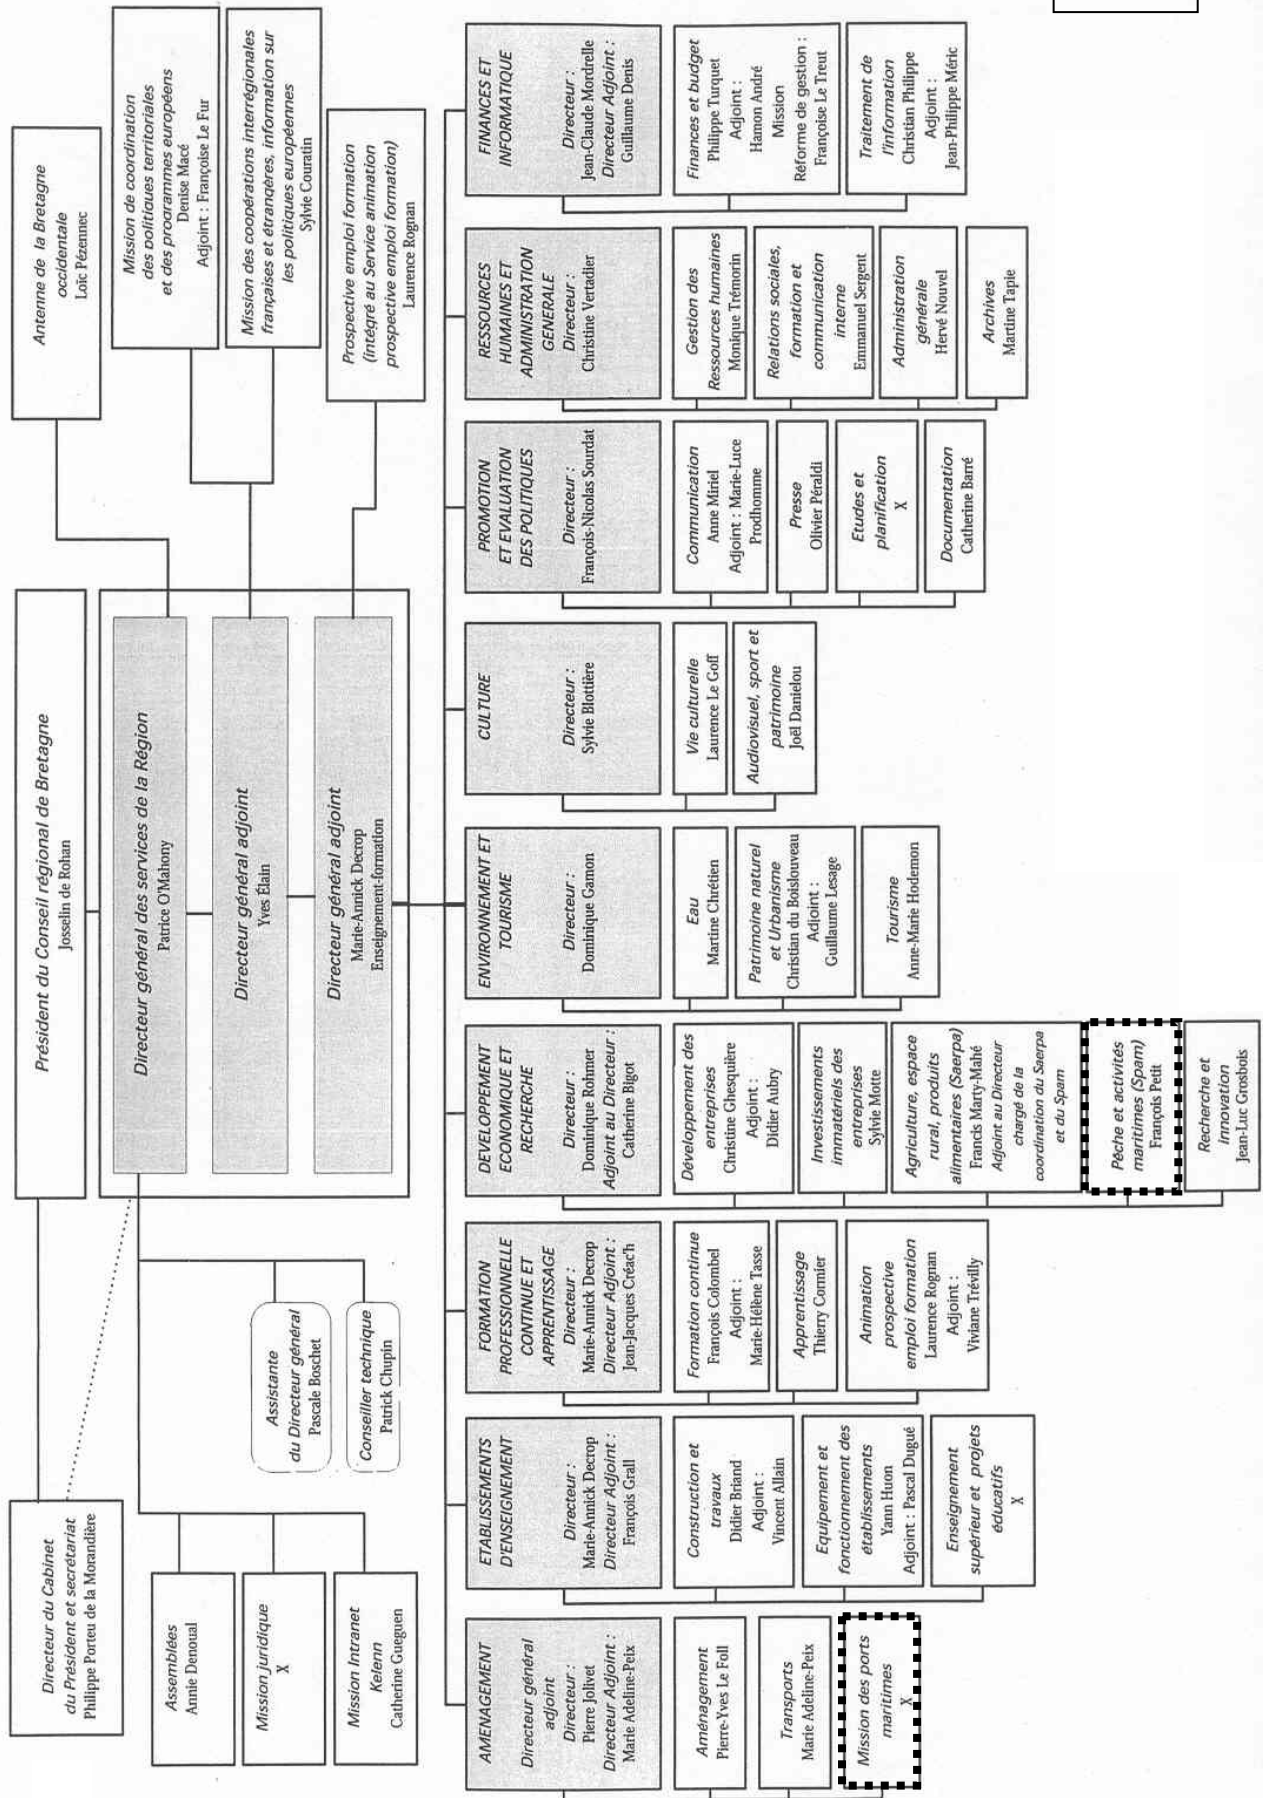 Président du Conseil régional de Bretagne
Josselin de Rohan
Directeur du Cabinet
du Président et secrétariat
Philippe Porteu de la Morandière
Directeur général des services de la Région
Patrice O'Mahony
Directeur général adjoint
Yves Élain
Directeur général adjoint
Marie-Annick Decrop
Enseignement-formation
Antenne de la Bretagne
occidentale
Loïc Pézennec
Mission de coordination
des politiques territoriales
et des programmes européens
Denise Macé
Adjoint : Françoise Le Fur
Mission des coopérations interrégionales
françaises et étrangères, information sur
les politiques européennes
Sylvie Couratin
Prospective emploi formation
(intégré au Service animation
prospective emploi formation)
Laurence Rognan
Assemblées
Annie Denoual
Mission juridique
X
Mission Intranet
Kelenn
Catherine Gueguen
Assistante
du Directeur général
Pascale Boschet
Conseiller technique
Patrick Chupin
AMENAGEMENT
Directeur général
adjoint
Directeur :
Pierre Jolivet
Directeur Adjoint :
Marie Adeline-Peix
Aménagement
Pierre-Yves Le Foll
Transports
Marie Adeline-Peix
Mission des ports
maritimes
X
ETABLISSEMENTS
D'ENSEIGNEMENT
Directeur :
Marie-Annick Decrop
Directeur Adjoint :
François Grall
Construction et
travaux
Didier Briand
Adjoint :
Vincent Allain
Equipement et
fonctionnement des
établissements
Yann Huon
Adjoint : Pascal Dugué
Enseignement
supérieur et projets
éducatifs
X
FORMATION
PROFESSIONNELLE
CONTINUE ET
APPRENTISSAGE
Directeur :
Marie-Annick Decrop
Directeur Adjoint :
Jean-Jacques Créac'h
Formation continue
François Colombel
Adjoint :
Marie-Hélène Tasse
Apprentissage
Thierry Cormier
Animation
prospective
emploi formation
Laurence Rognan
Adjoint :
Viviane Trévilly
DEVELOPPEMENT
ECONOMIQUE ET
RECHERCHE
Directeur :
Dominique Rohmer
Adjoint au Directeur :
Catherine Bigot
Développement des
entreprises
Christine Ghesquière
Adjoint :
Didier Aubry
Investissements
immatériels des
entreprises
Sylvie Motte
Agriculture, espace
rural, produits
alimentaires (Saerpa)
Francis Marty-Mahé
Adjoint au Directeur
chargé de la
coordination du Saerpa
et du Spam
Pêche et activités
maritimes (Spam)
François Petit
Recherche et
Innovation
Jean-Luc Grosbois
ENVIRONNEMENT ET
TOURISME
Directeur :
Dominique Gamon
Eau
Martine Chrétien
Patrimoine naturel
et Urbanisme
Christian du Boislouveau
Adjoint :
Guillaume Lesage
Tourisme
Anne-Marie Hodemon
CULTURE
Directeur :
Sylvie Blottière
Vie culturelle
Laurence Le Goff
Audiovisuel, sport et
patrimoine
Joël Danielou
PROMOTION
ET EVALUATION
DES POLITIQUES
Directeur :
François-Nicolas Sourdat
Communication
Anne Miriel
Adjoint : Marie-Luce
Prodhomme
Presse
Olivier Péraldi
Etudes et
planification
X
Documentation
Catherine Barré
RESSOURCES
HUMAINES ET
ADMINISTRATION
GENERALE
Directeur :
Christine Vertadier
Gestion des
Ressources humaines
Monique Trémorin
Relations sociales,
formation et
communication
interne
Emmanuel Sergent
Administration
générale
Hervé Nouvel
Archives
Martine Tapie
FINANCES ET
INFORMATIQUE
Directeur :
Jean-Claude Mordrelle
Directeur Adjoint :
Guillaume Denis
Finances et budget
Philippe Turquet
Adjoint :
Hamon André
Mission
Réforme de gestion :
Françoise Le Treut
Traitement de
l'information
Christian Philippe
Adjoint :
Jean-Philippe Méric